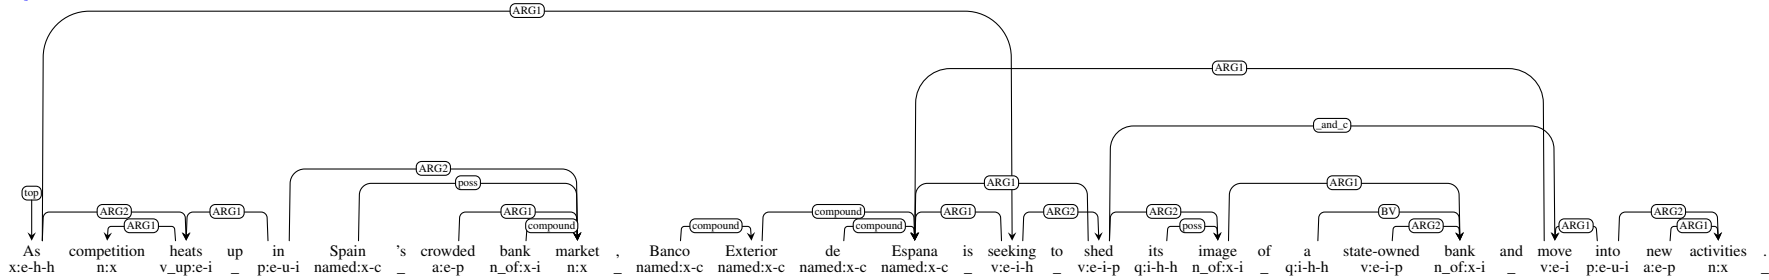 ARG1
ARG1
_and_c
ARG2
poss ARG1 ARG1
top
ARG2 ARG1 ARG1 compound ARG1 ARG2 ARG2 BV ARG2
ARG1 compound compound compound poss ARG2 ARG1 ARG1
As competition heats up in Spain 's crowded bank market , Banco Exterior de Espana is seeking to shed its image of a state-owned bank and move into new activities .
x:e-h-h n:x v_up:e-i _ p:e-u-i named:x-c _ a:e-p n_of:x-i n:x _ named:x-c named:x-c named:x-c named:x-c _ v:e-i-h _ v:e-i-p q:i-h-h n_of:x-i _ q:i-h-h v:e-i-p n_of:x-i _ v:e-i p:e-u-i a:e-p n:x _